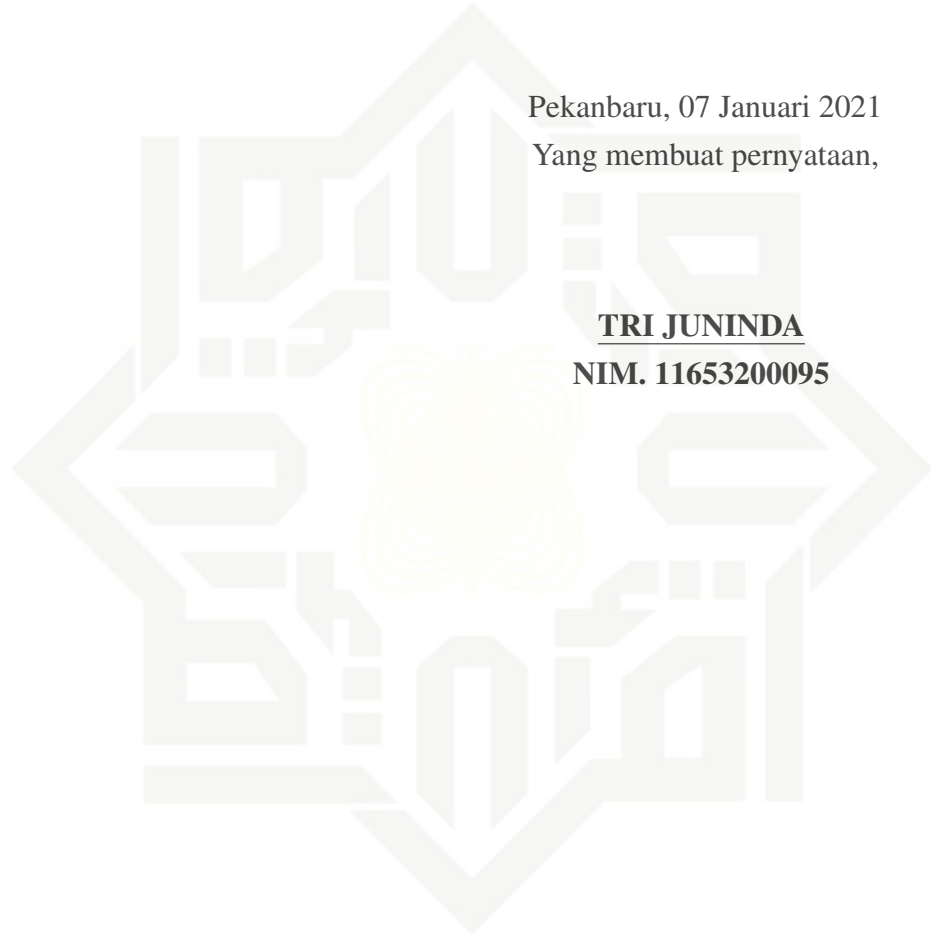 Pekanbaru, 07 Januari 2021
Yang membuat pernyataan,
TRI JUNINDA
NIM. 11653200095